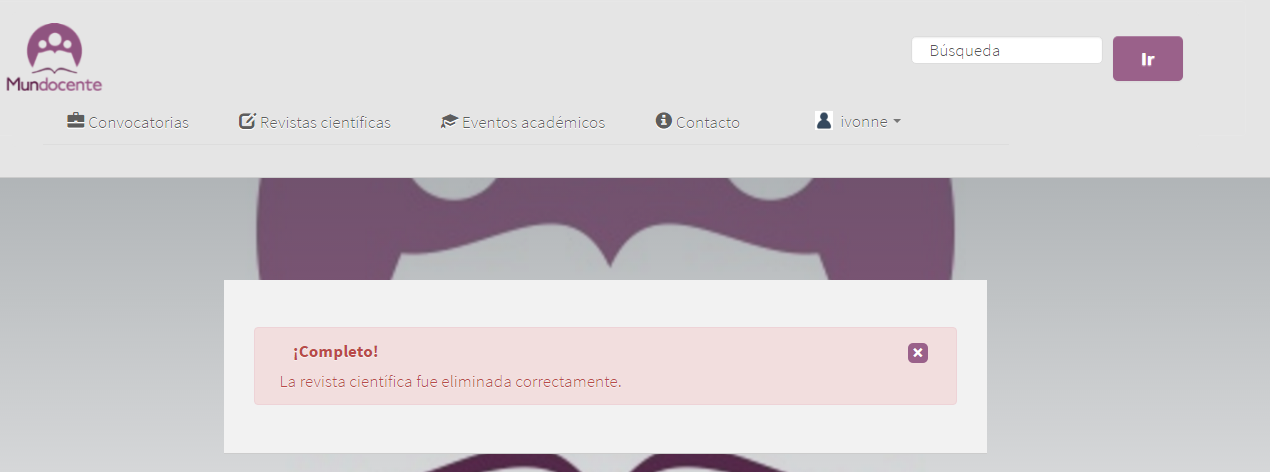 Mundocente
Búsqueda
Ir
Convocatorias
Revistas científicas
Eventos académicos
Contacto
ivonne
¡Completo!
La revista científica fue eliminada correctamente.